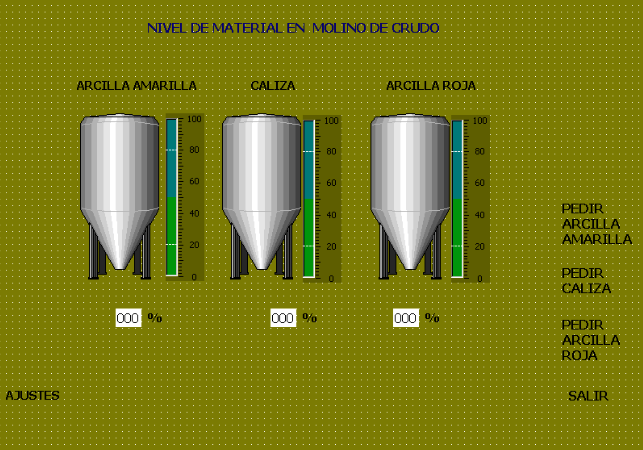 NIVEL DE MATERIAL EN MOLINO DE CRUDO
ARCILLA AMARILLA CALIZA ARCILLA ROJA
100 100 100
80 80 80
60 60 60
40 40 40
20 20 20
0 0 0
000 % 000 % 000 %
PEDIR
ARCILLA
AMARILLA
PEDIR
CALIZA
PEDIR
ARCILLA
ROJA
AJUSTES SALIR